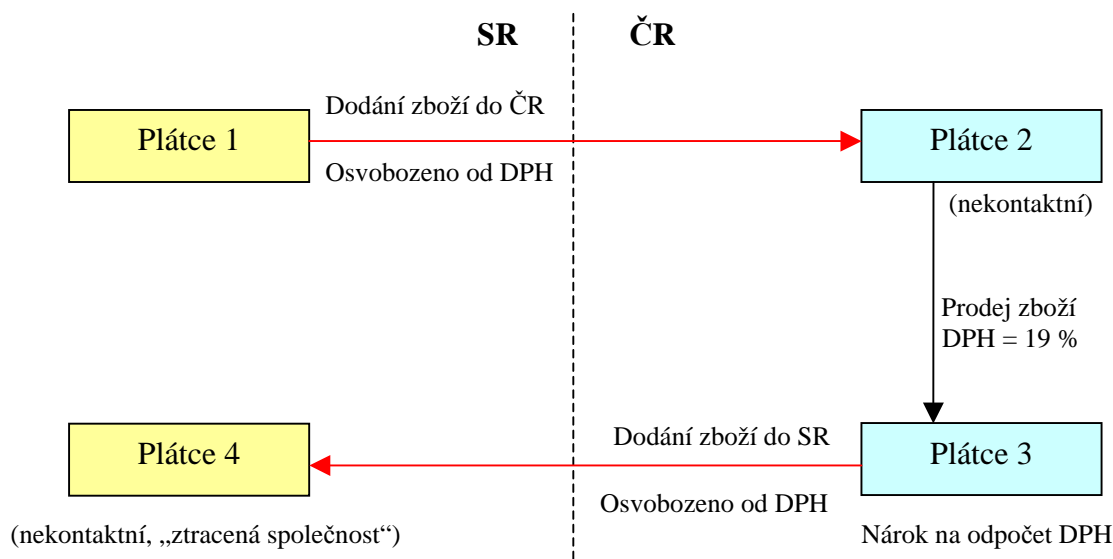 SR ČR
Dodání zboží do ČR
Plátce 1
Plátce 2
Osvobozeno od DPH
(nekontaktní)
Prodej zboží
DPH = 19 %
Dodání zboží do SR
Plátce 4
Plátce 3
Osvobozeno od DPH
(nekontaktní, „ztracená společnost“)
Nárok na odpočet DPH